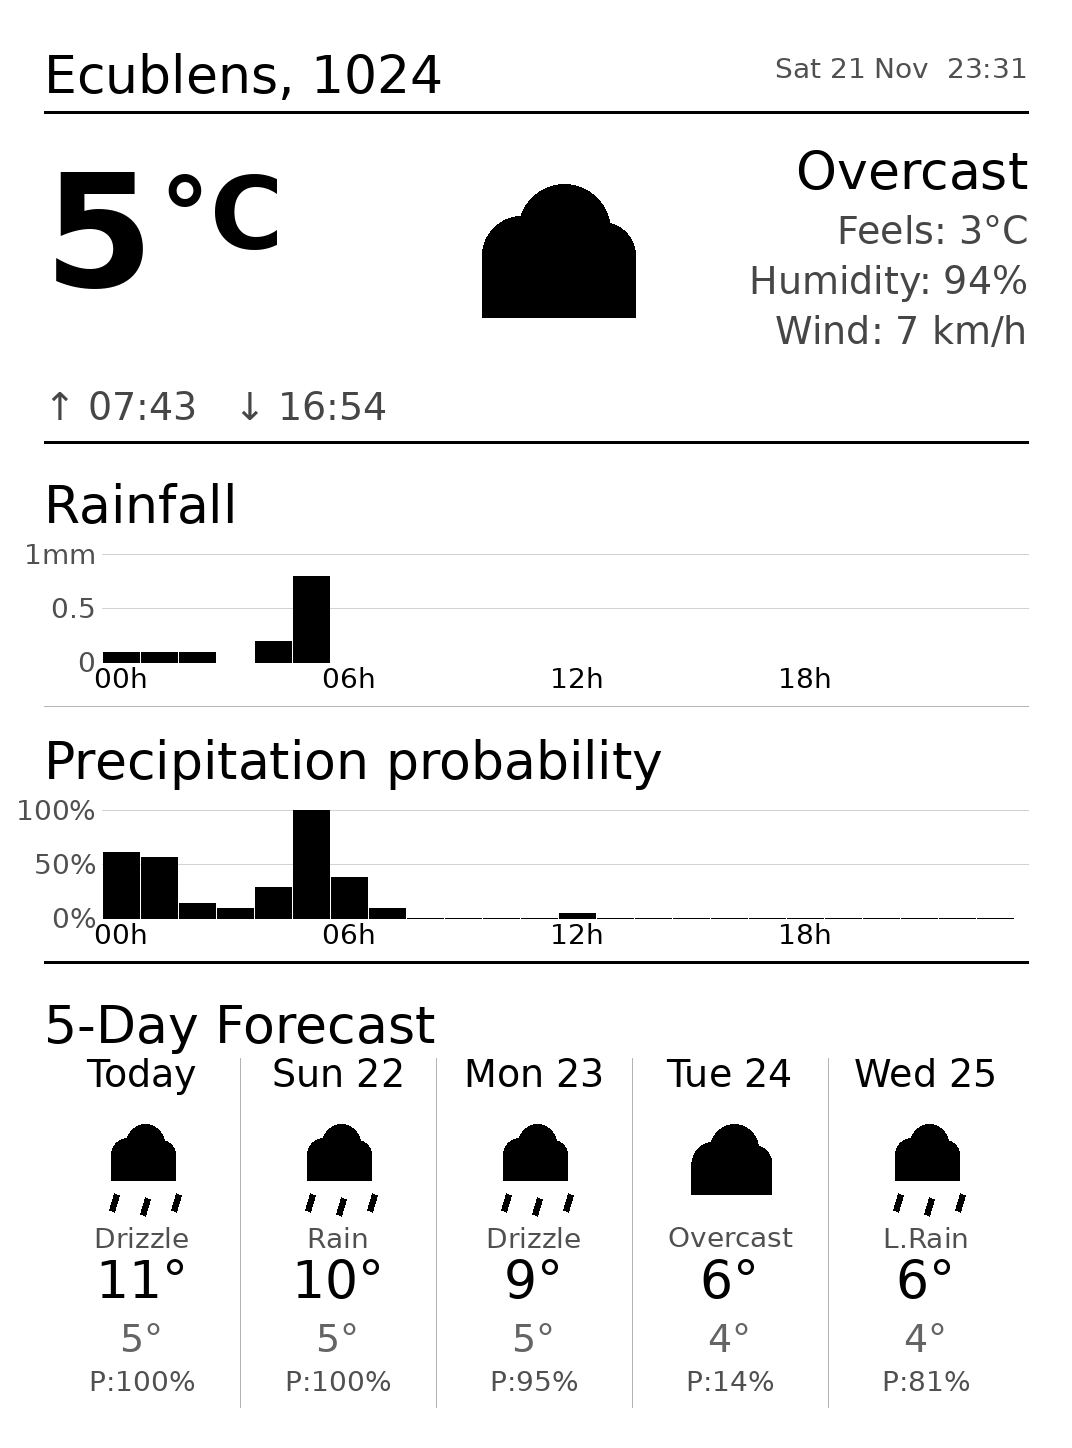 Ecublens, 1024
Sat 21 Nov  23:31
5°C
Overcast
Feels: 3°C
Humidity: 94%
Wind: 7 km/h
↑ 07:43  ↓ 16:54
Rainfall
1mm
0.5
0
00h 06h 12h 18h
Precipitation probability
100%
50%
0%
00h 06h 12h 18h
5-Day Forecast
Today Sun 22 Mon 23 Tue 24 Wed 25
Drizzle Rain Drizzle Overcast L.Rain
11° 10° 9° 6° 6°
5° 5° 5° 4° 4°
P:100% P:100% P:95% P:14% P:81%